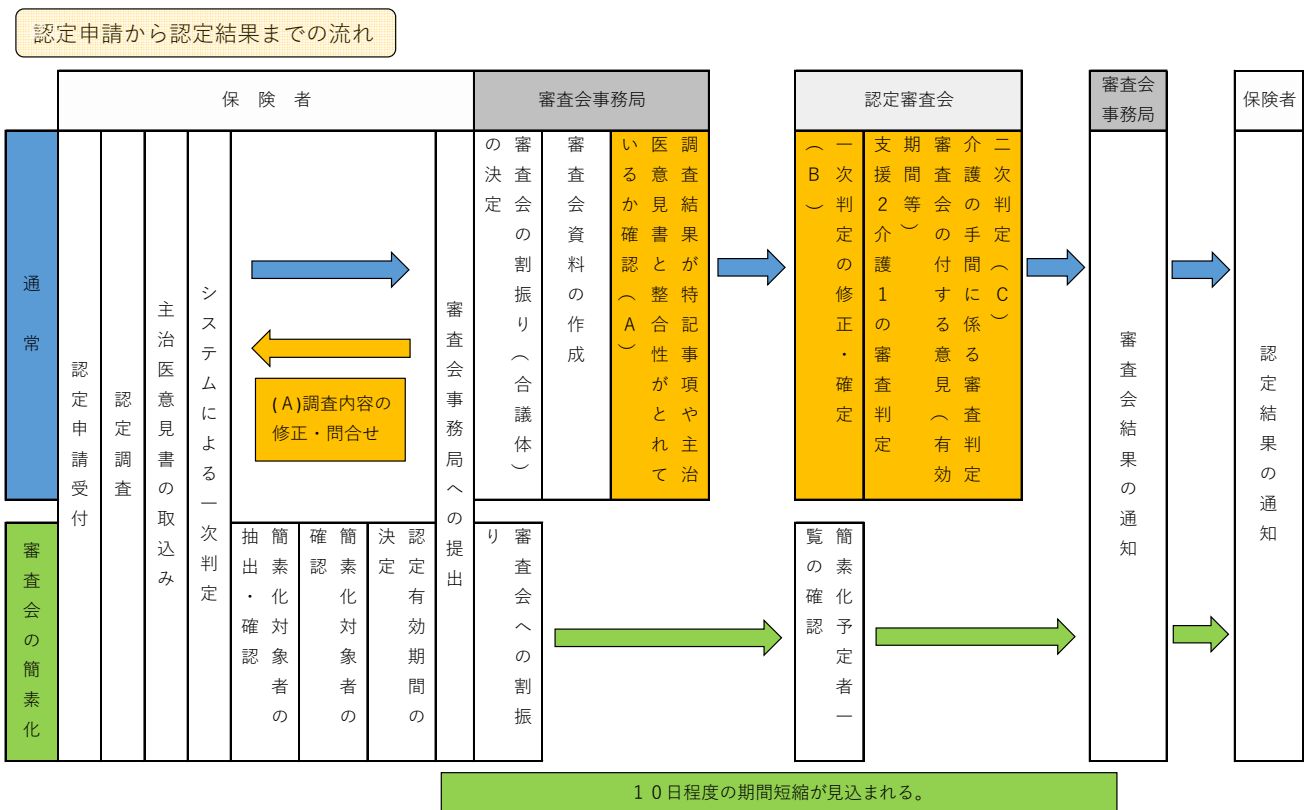 認定申請から認定結果までの流れ
保険者
審査会事務局
認定審査会
審査会
事務局
保険者
通常
認定申請受付
認定調査
主治医意見書の取込み
システムによる一次判定
(A)調査内容の
修正・問合せ
審査会事務局への提出
審査会の割振り（合議体）
の決定
審査会資料の作成
調査結果が特記事項や主治
医意見書と整合性がとれて
いるか確認（A）
一次判定の修正・確定
（B）
二次判定（C）
介護の手間に係る審査判定
審査会の付する意見（有効
期間等）
支援2介護1の審査判定
審査会結果の通知
認定結果の通知
審査会の簡素化
簡素化対象者の
抽出・確認
簡素化対象者の
確認
認定有効期間の
決定
審査会への割振
り
簡素化予定者一
覧の確認
１０日程度の期間短縮が見込まれる。